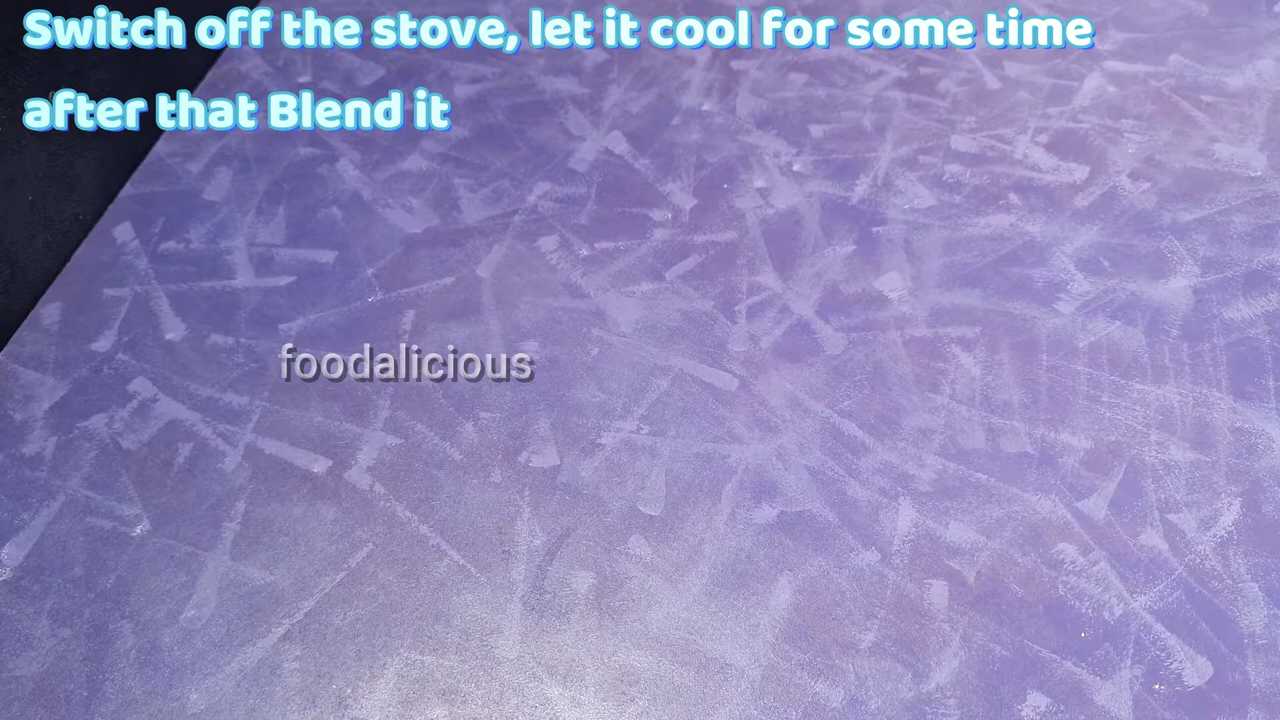 Switch off the stove, let it cool for some time
after that Blend it
foodalicious